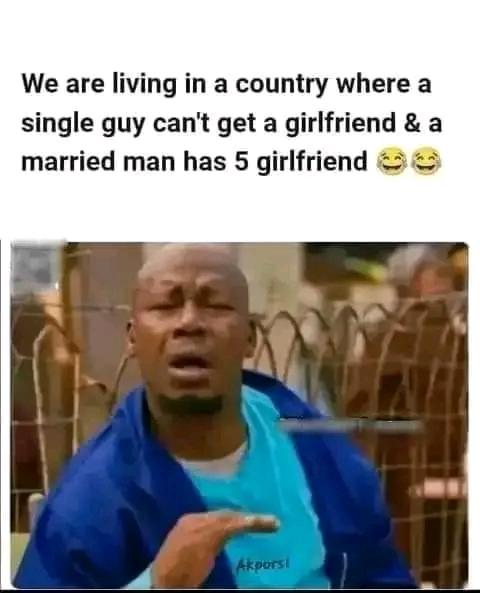 We are living in a country where a
single guy can't get a girlfriend & a
married man has 5 girlfriend 😂😂
Akporsi